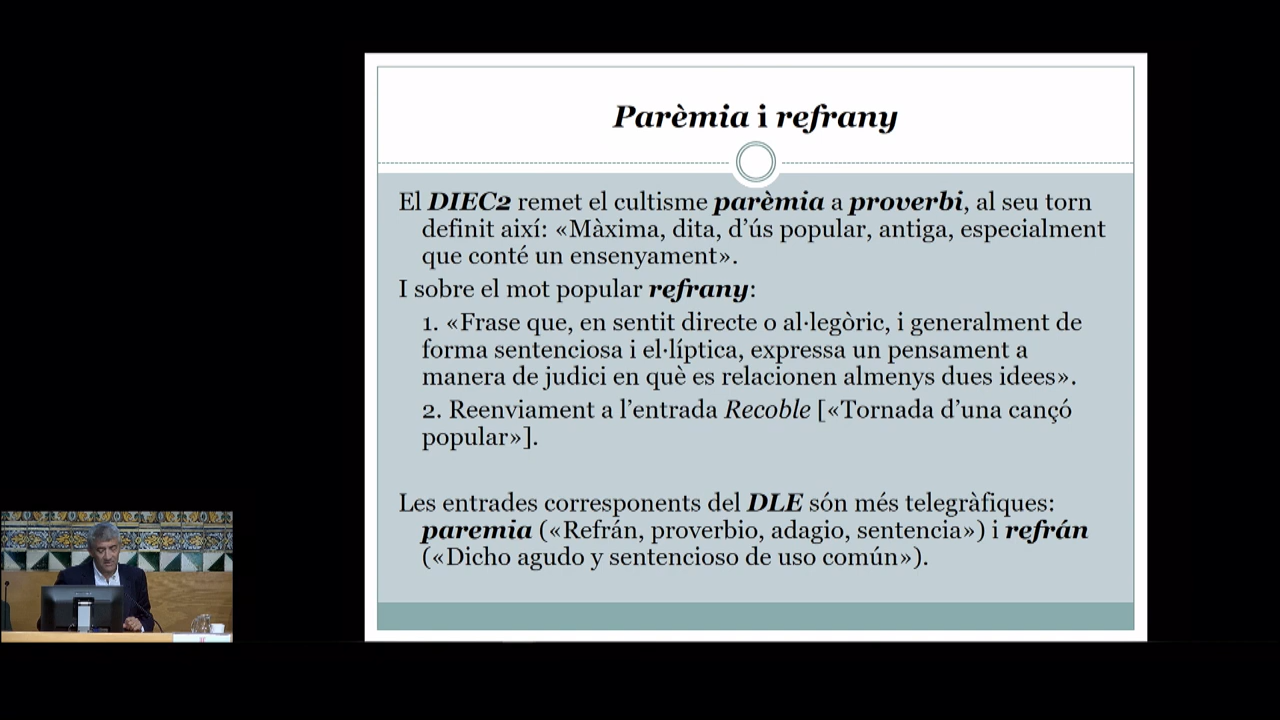 Parèmia i refrany
El DIEC2 remet el cultisme parèmia a proverbi, al seu torn
definit així: «Màxima, dita, d’ús popular, antiga, especialment
que conté un ensenyament».
I sobre el mot popular refrany:
1. «Frase que, en sentit directe o al·legòric, i generalment de
forma sentenciosa i el·líptica, expressa un pensament a
manera de judici en què es relacionen almenys dues idees».
2. Reenviament a l’entrada Recoble [«Tornada d’una cançó
popular»].
Les entrades corresponents del DLE són més telegràfiques:
paremia («Refrán, proverbio, adagio, sentencia») i refrán
(«Dicho agudo y sentencioso de uso común»).